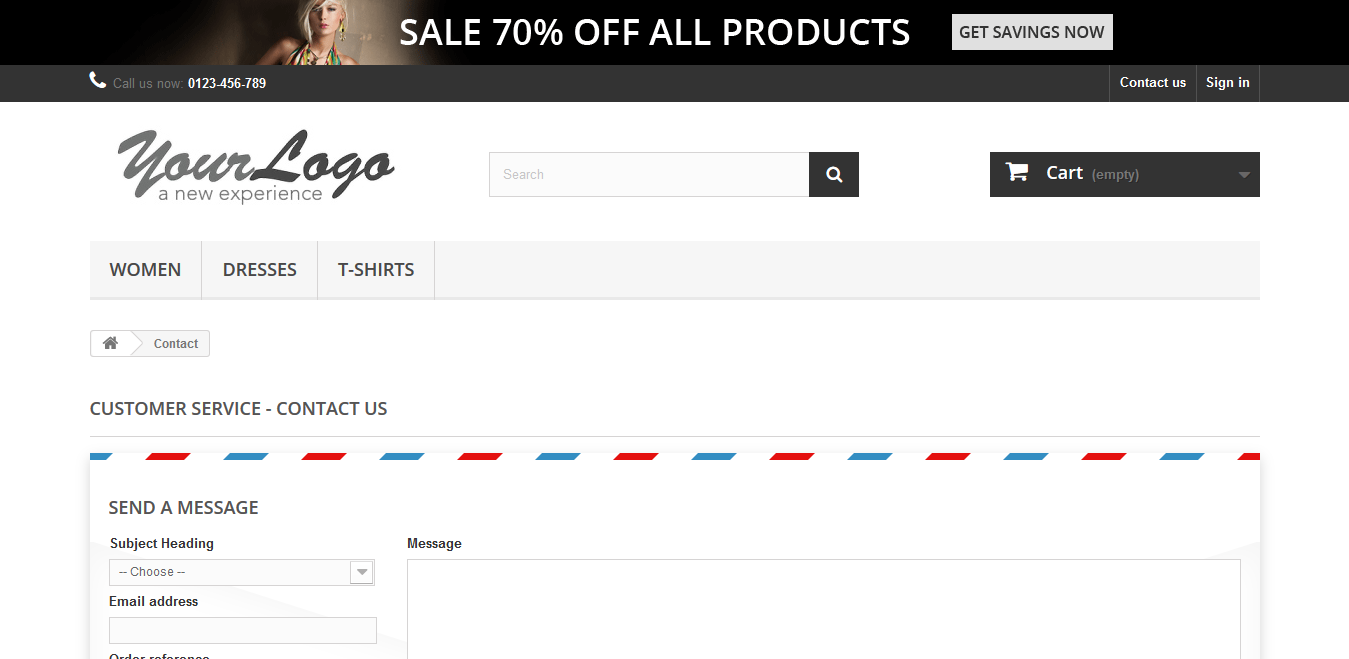 SALE 70% OFF ALL PRODUCTS
GET SAVINGS NOW
Call us now: 0123-456-789
Contact us
Sign in
Your Logo
a new experience
Search
Cart (empty)
WOMEN
DRESSES
T-SHIRTS
Contact
CUSTOMER SERVICE - CONTACT US
SEND A MESSAGE
Subject Heading
-- Choose --
Email address
Order reference
Message